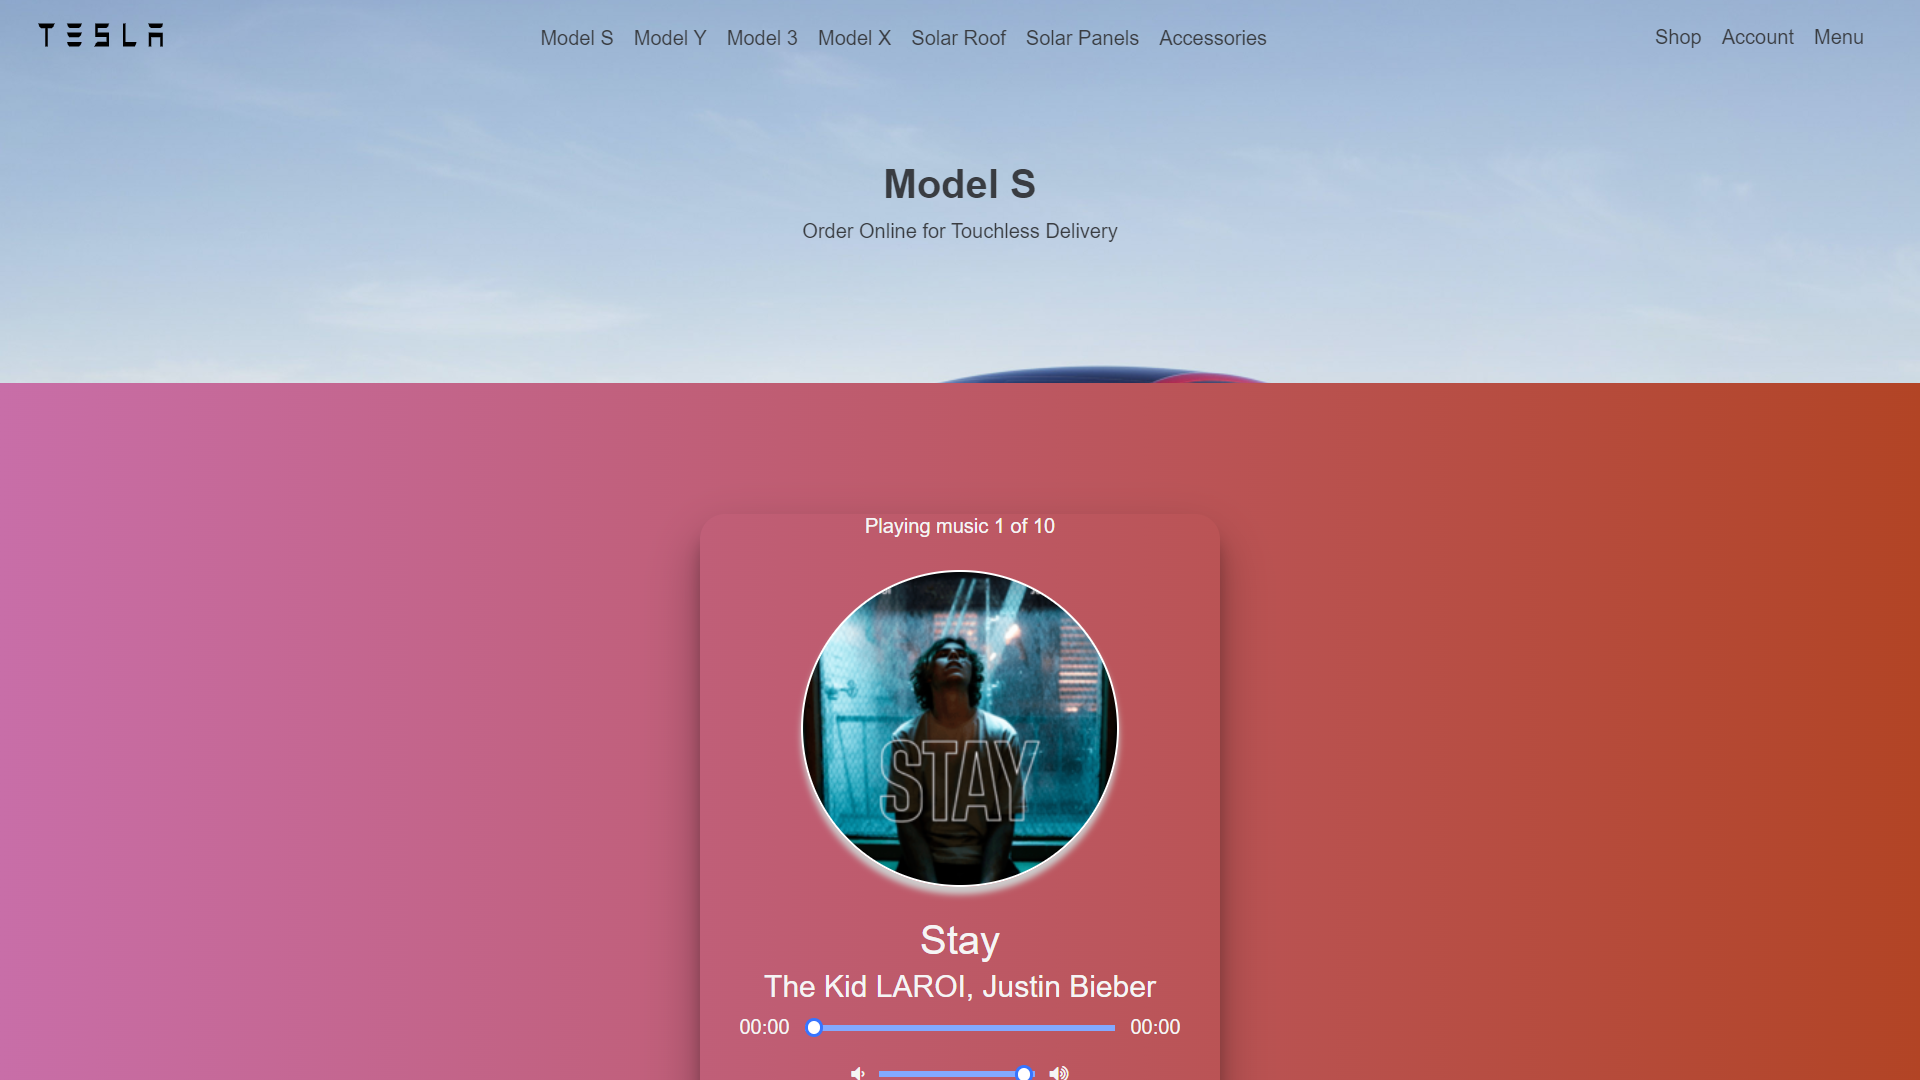 TESLA
Model S Model Y Model 3 Model X Solar Roof Solar Panels Accessories
Shop Account Menu
Model S
Order Online for Touchless Delivery
Playing music 1 of 10
STAY
Stay
The Kid LAROI, Justin Bieber
00:00 00:00